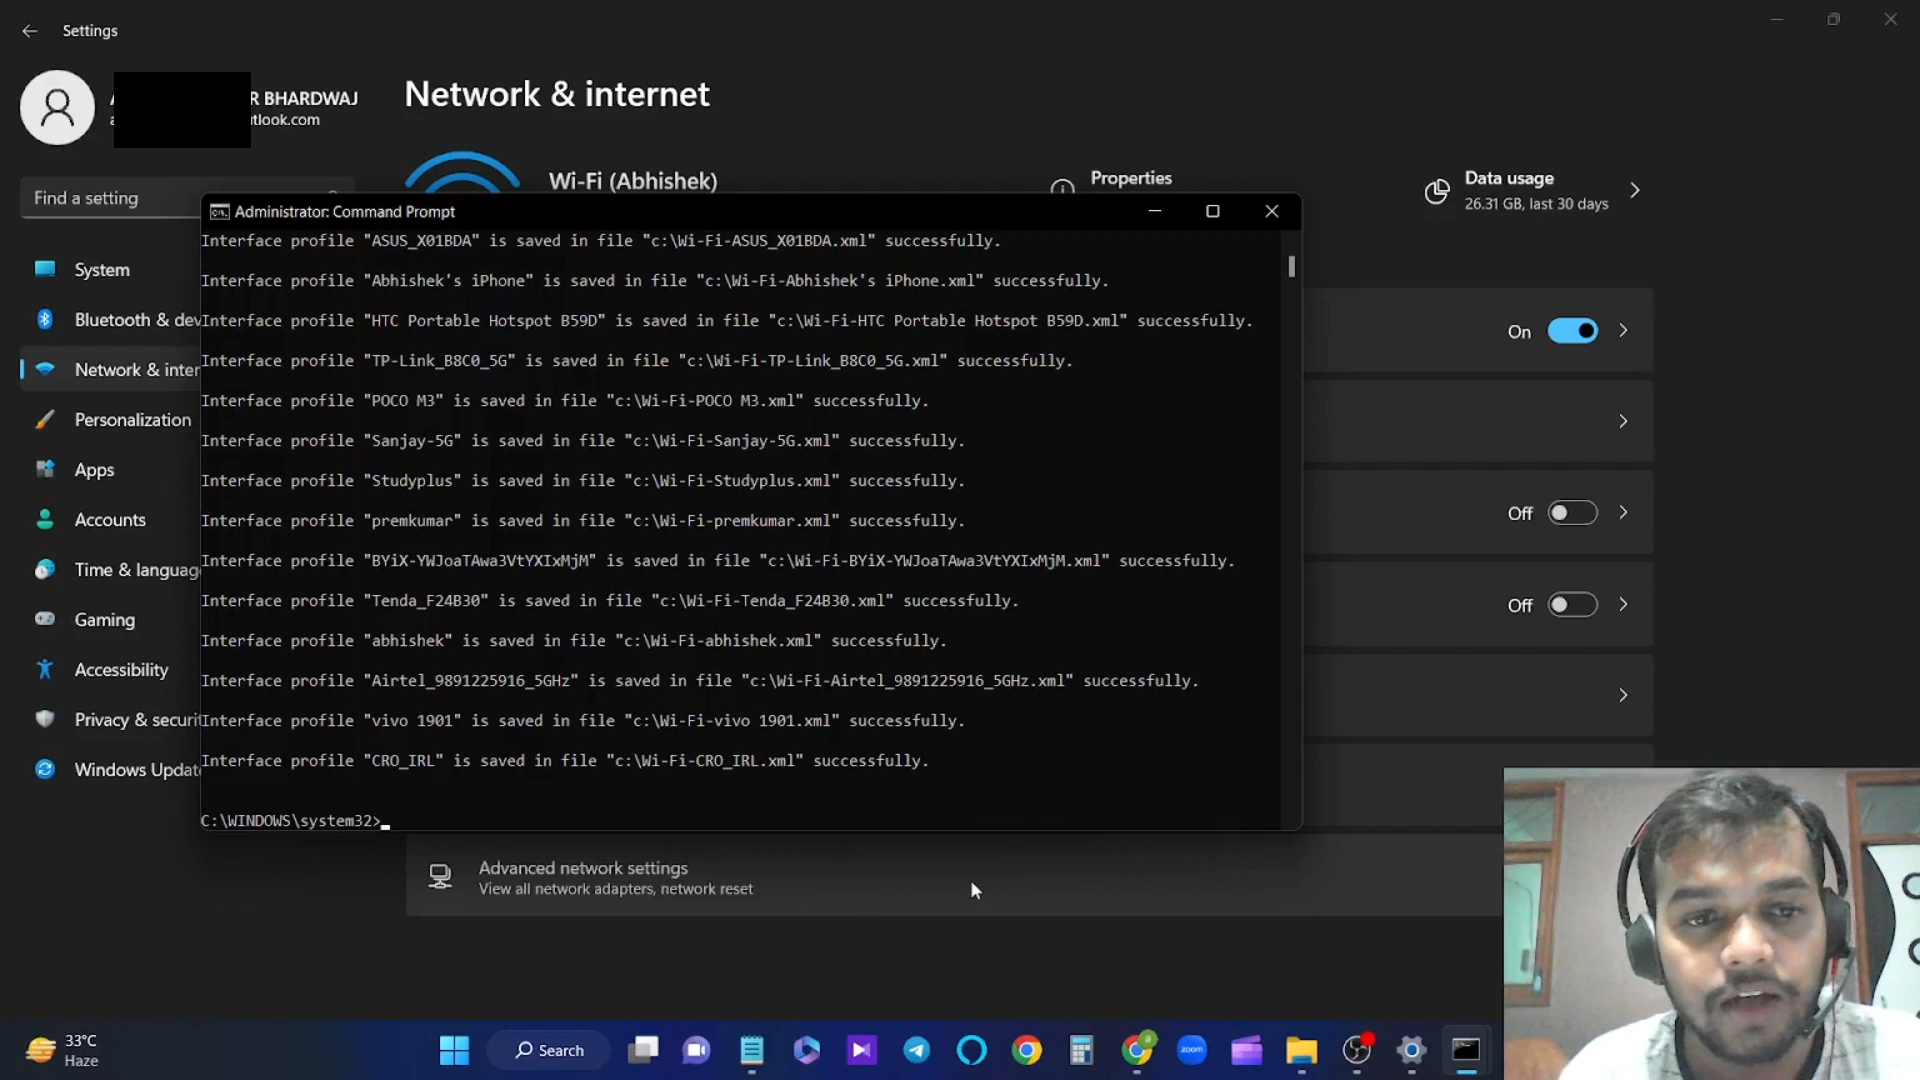 Settings
R BHARDWAJ
tlook.com
Network & internet
Wi-Fi (Abhishek)
Properties
Data usage
26.31 GB, last 30 days
Find a setting
Administrator: Command Prompt
Interface profile "ASUS_X01BDA" is saved in file "c:\Wi-Fi-ASUS_X01BDA.xml" successfully.
Interface profile "Abhishek's iPhone" is saved in file "c:\Wi-Fi-Abhishek's iPhone.xml" successfully.
Interface profile "HTC Portable Hotspot B59D" is saved in file "c:\Wi-Fi-HTC Portable Hotspot B59D.xml" successfully.
Interface profile "TP-Link_B8C0_5G" is saved in file "c:\Wi-Fi-TP-Link_B8C0_5G.xml" successfully.
Interface profile "POCO M3" is saved in file "c:\Wi-Fi-POCO M3.xml" successfully.
Interface profile "Sanjay-5G" is saved in file "c:\Wi-Fi-Sanjay-5G.xml" successfully.
Interface profile "Studyplus" is saved in file "c:\Wi-Fi-Studyplus.xml" successfully.
Interface profile "premkumar" is saved in file "c:\Wi-Fi-premkumar.xml" successfully.
Interface profile "BYiX-YWJoaTAwa3VtYXIxMjM" is saved in file "c:\Wi-Fi-BYiX-YWJoaTAwa3VtYXIxMjM.xml" successfully.
Interface profile "Tenda_F24B30" is saved in file "c:\Wi-Fi-Tenda_F24B30.xml" successfully.
Interface profile "abhishek" is saved in file "c:\Wi-Fi-abhishek.xml" successfully.
Interface profile "Airtel_9891225916_5GHz" is saved in file "c:\Wi-Fi-Airtel_9891225916_5GHz.xml" successfully.
Interface profile "vivo 1901" is saved in file "c:\Wi-Fi-vivo 1901.xml" successfully.
Interface profile "CRO_IRL" is saved in file "c:\Wi-Fi-CRO_IRL.xml" successfully.
C:\WINDOWS\system32>
System
Bluetooth & dev
Network & inter
Personalization
Apps
Accounts
Time & languag
Gaming
Accessibility
Privacy & securit
Windows Updat
On
Off
Off
Advanced network settings
View all network adapters, network reset
33°C
Haze
Search
zoom